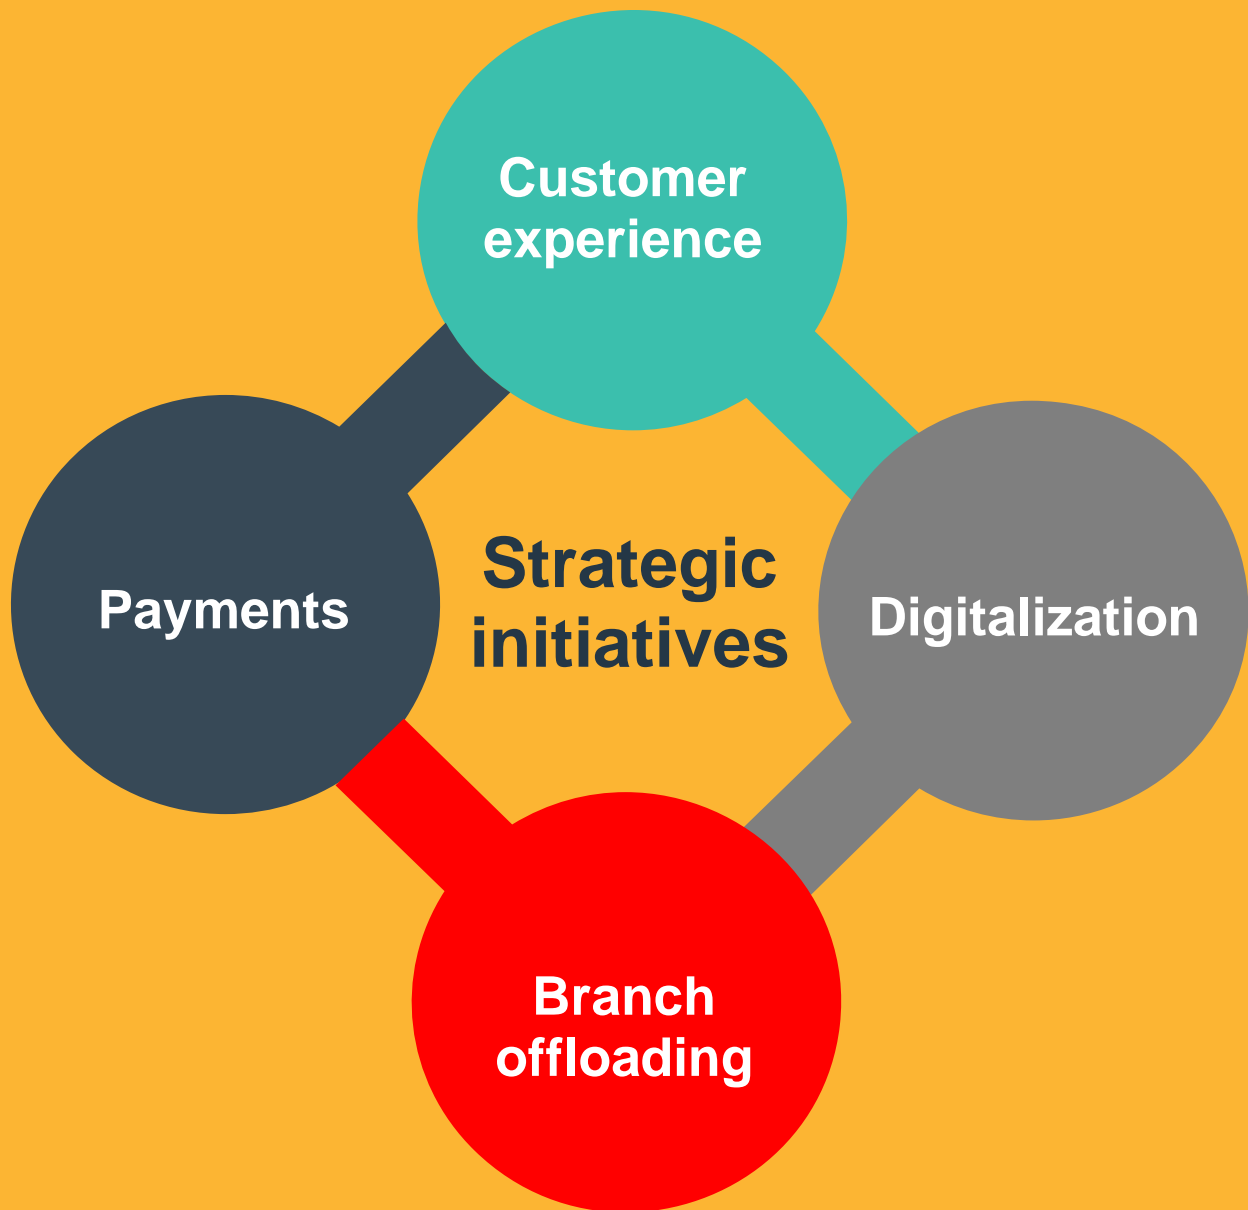 Customer
experience
Payments
Strategic
initiatives
Digitalization
Branch
offloading